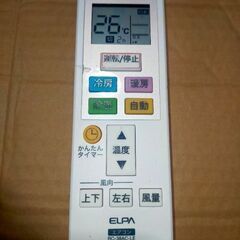 26℃
運転/停止
冷房
暖房
除湿
自動
かんたん
タイマー
温度
風向
上下
左右
風量
ELPA
エアコン